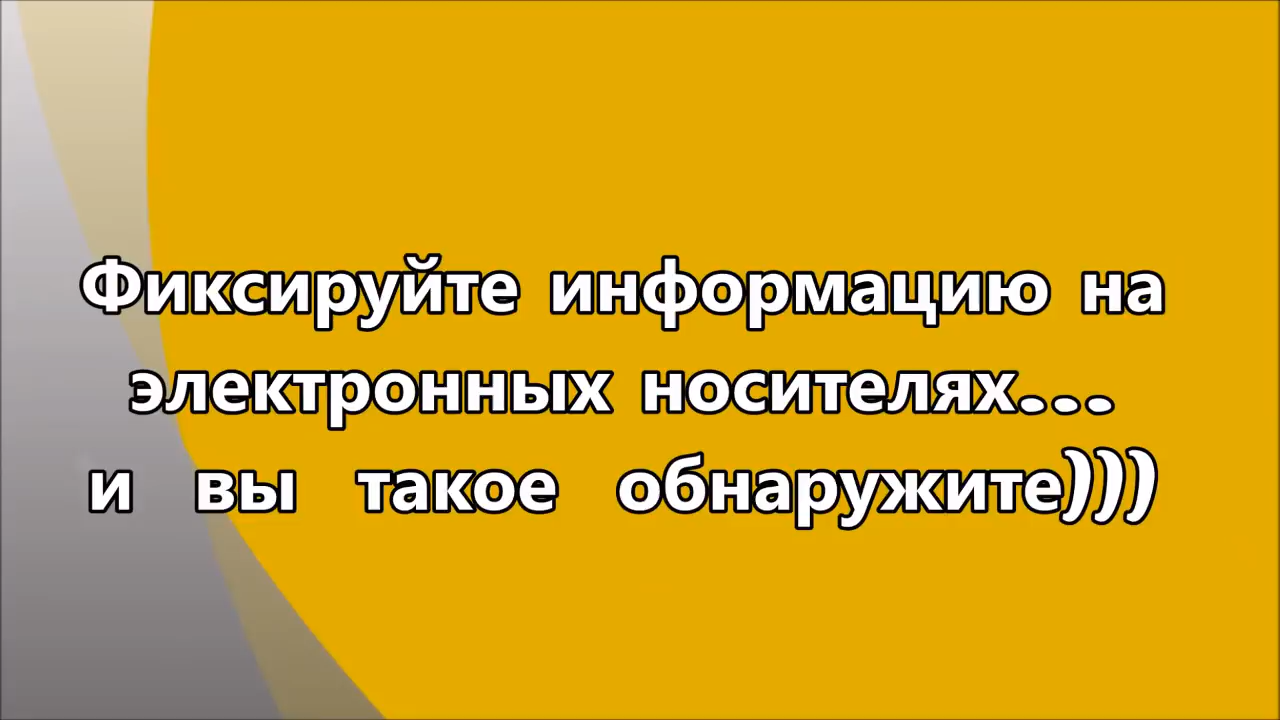 Фиксируйте информацию на
электронных носителях...
и вы такое обнаружите)))